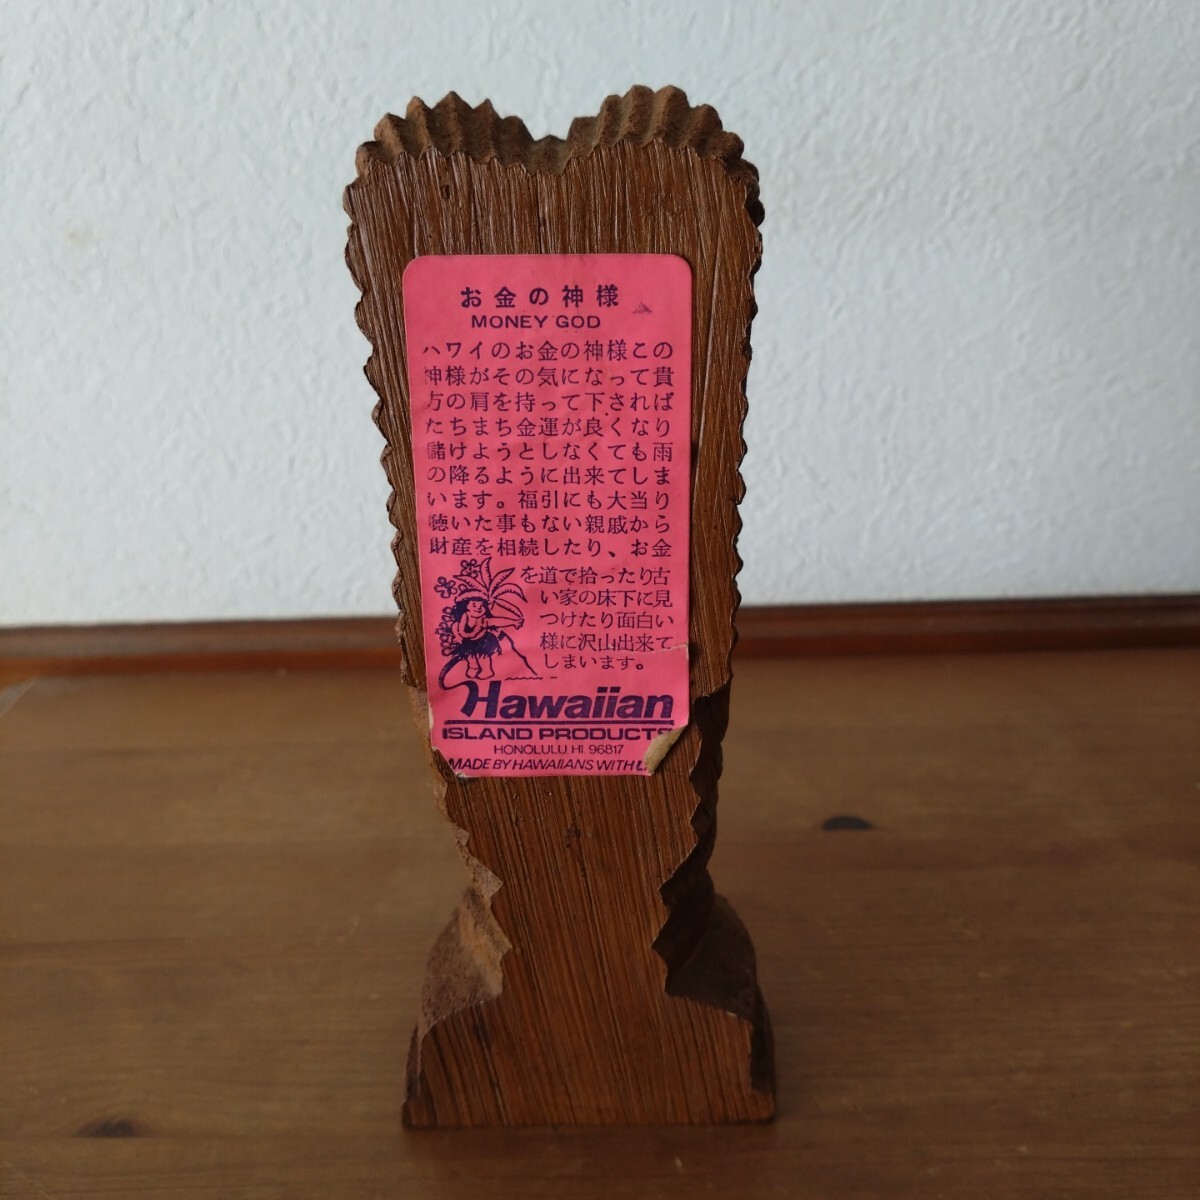 お金の神様
MONEY GOD
ハワイのお金の神様この
神様がその気になって貴
方の肩を持って下されば
たちまち金運が良くなり
儲けようとしなくても雨
の降るように出来てしま
います。福引にも大当り
聴いた事もない親戚から
財産を相続したり、お金
を道で拾ったり古
い家の床下に見
つけたり面白い
様に沢山出来て
しまいます。
Hawaiian
ISLAND PRODUCTS
HONOLULU, HI. 96817
MADE BY HAWAIIANS WITH